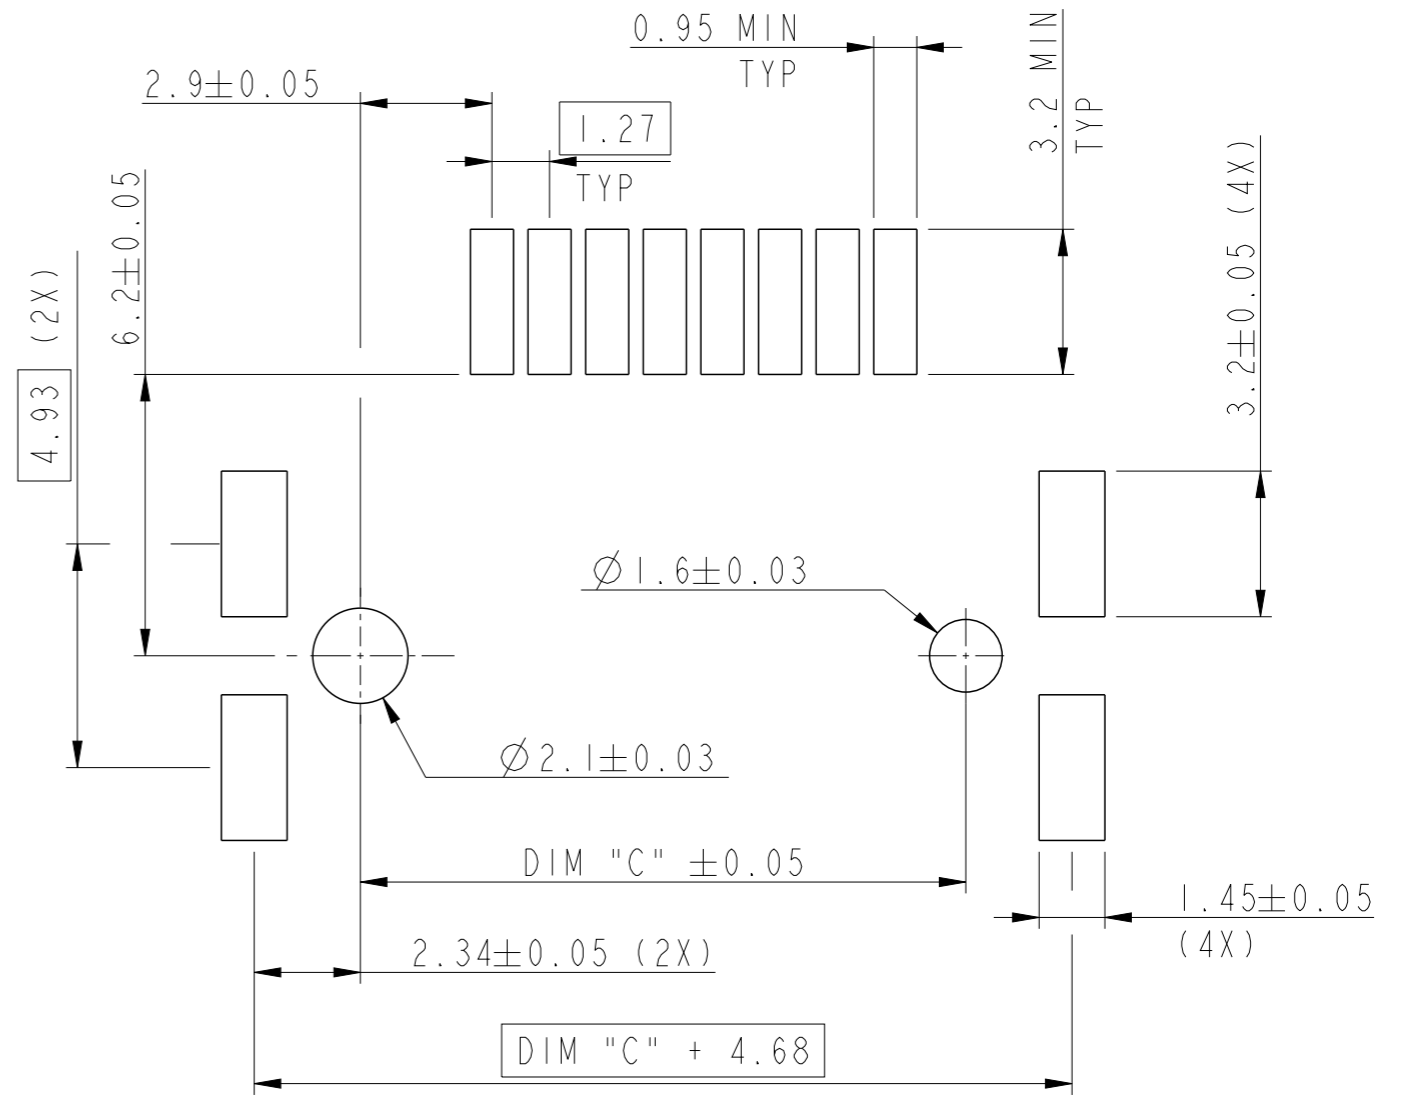 0.95 MIN
TYP
2.9±0.05
1.27
TYP
3.2 MIN
TYP
6.2±0.05
4.93 (2X)
3.2±0.05 (4X)
Ø1.6±0.03
Ø2.1±0.03
DIM "C" ±0.05
1.45±0.05
(4X)
2.34±0.05 (2X)
DIM "C" + 4.68